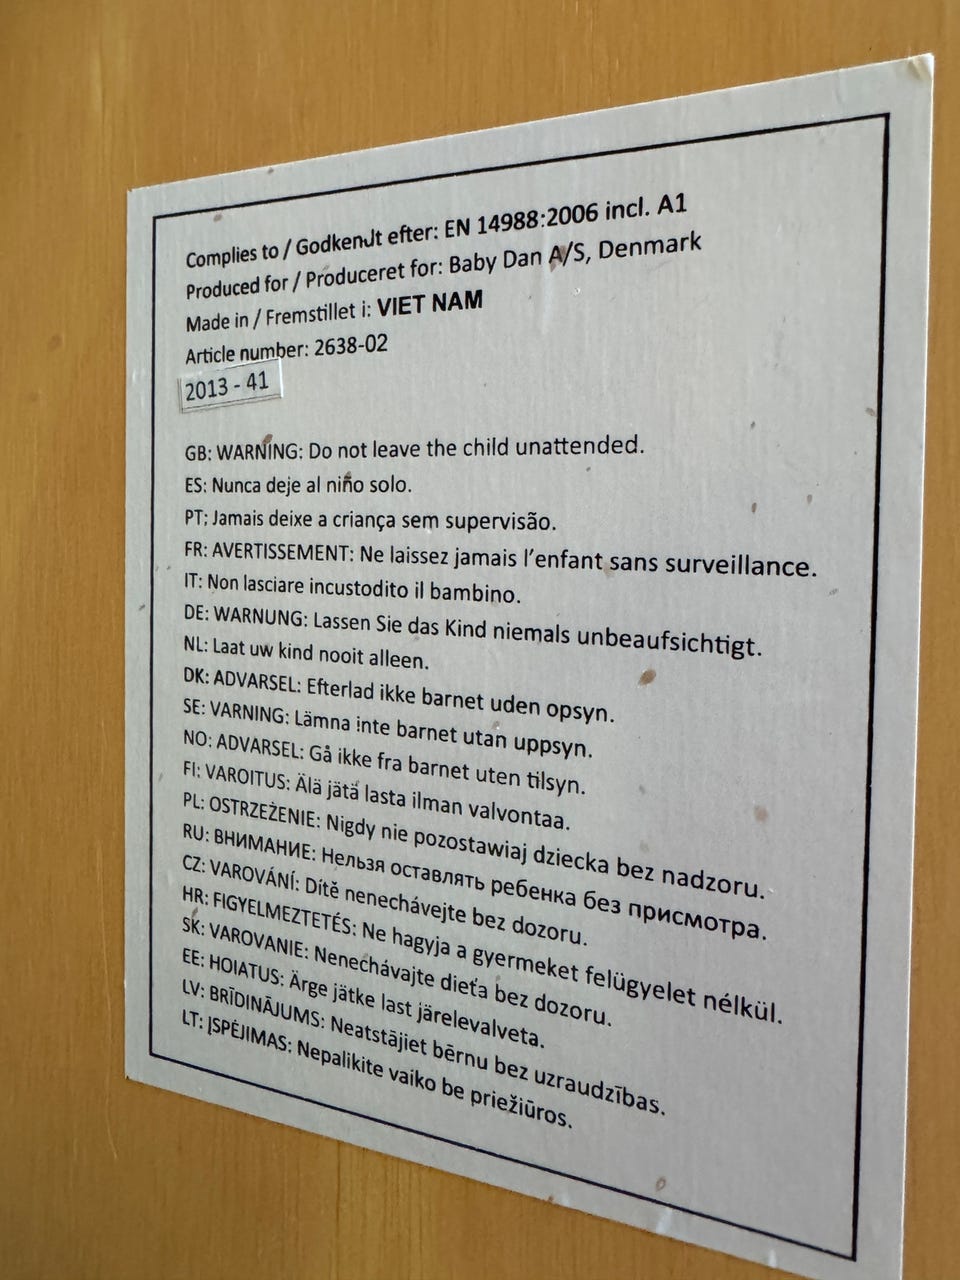 Complies to / Godkendt efter: EN 14988:2006 incl. A1
Produced for / Produceret for: Baby Dan A/S, Denmark
Made in / Fremstillet i: VIET NAM
Article number: 2638-02
2013 - 41
GB: WARNING: Do not leave the child unattended.
ES: Nunca deje al niño solo.
PT: Jamais deixe a criança sem supervisão.
FR: AVERTISSEMENT: Ne laissez jamais l'enfant sans surveillance.
IT: Non lasciare incustodito il bambino.
DE: WARNUNG: Lassen Sie das Kind niemals unbeaufsichtigt.
NL: Laat uw kind nooit alleen.
DK: ADVARSEL: Efterlad ikke barnet uden opsyn.
SE: VARNING: Lämna inte barnet utan uppsyn.
NO: ADVARSEL: Gå ikke fra barnet uten tilsyn.
FI: VAROITUS: Älä jätä lasta ilman valvontaa.
PL: OSTRZEŻENIE: Nigdy nie pozostawiaj dziecka bez nadzoru.
RU: ВНИМАНИЕ: Нельзя оставлять ребенка без присмотра.
CZ: VAROVÁNÍ: Dítě nenechávejte bez dozoru.
HR: FIGYELMEZTETÉS: Ne hagyja a gyermeket felügyelet nélkül.
SK: VAROVANIE: Nenechávajte dieťa bez dozoru.
EE: HOIATUS: Ärge jätke last järelevalveta.
LV: BRĪDINĀJUMS: Neatstājiet bērnu bez uzraudzības.
LT: ĮSPĖJIMAS: Nepalikite vaiko be priežiūros.